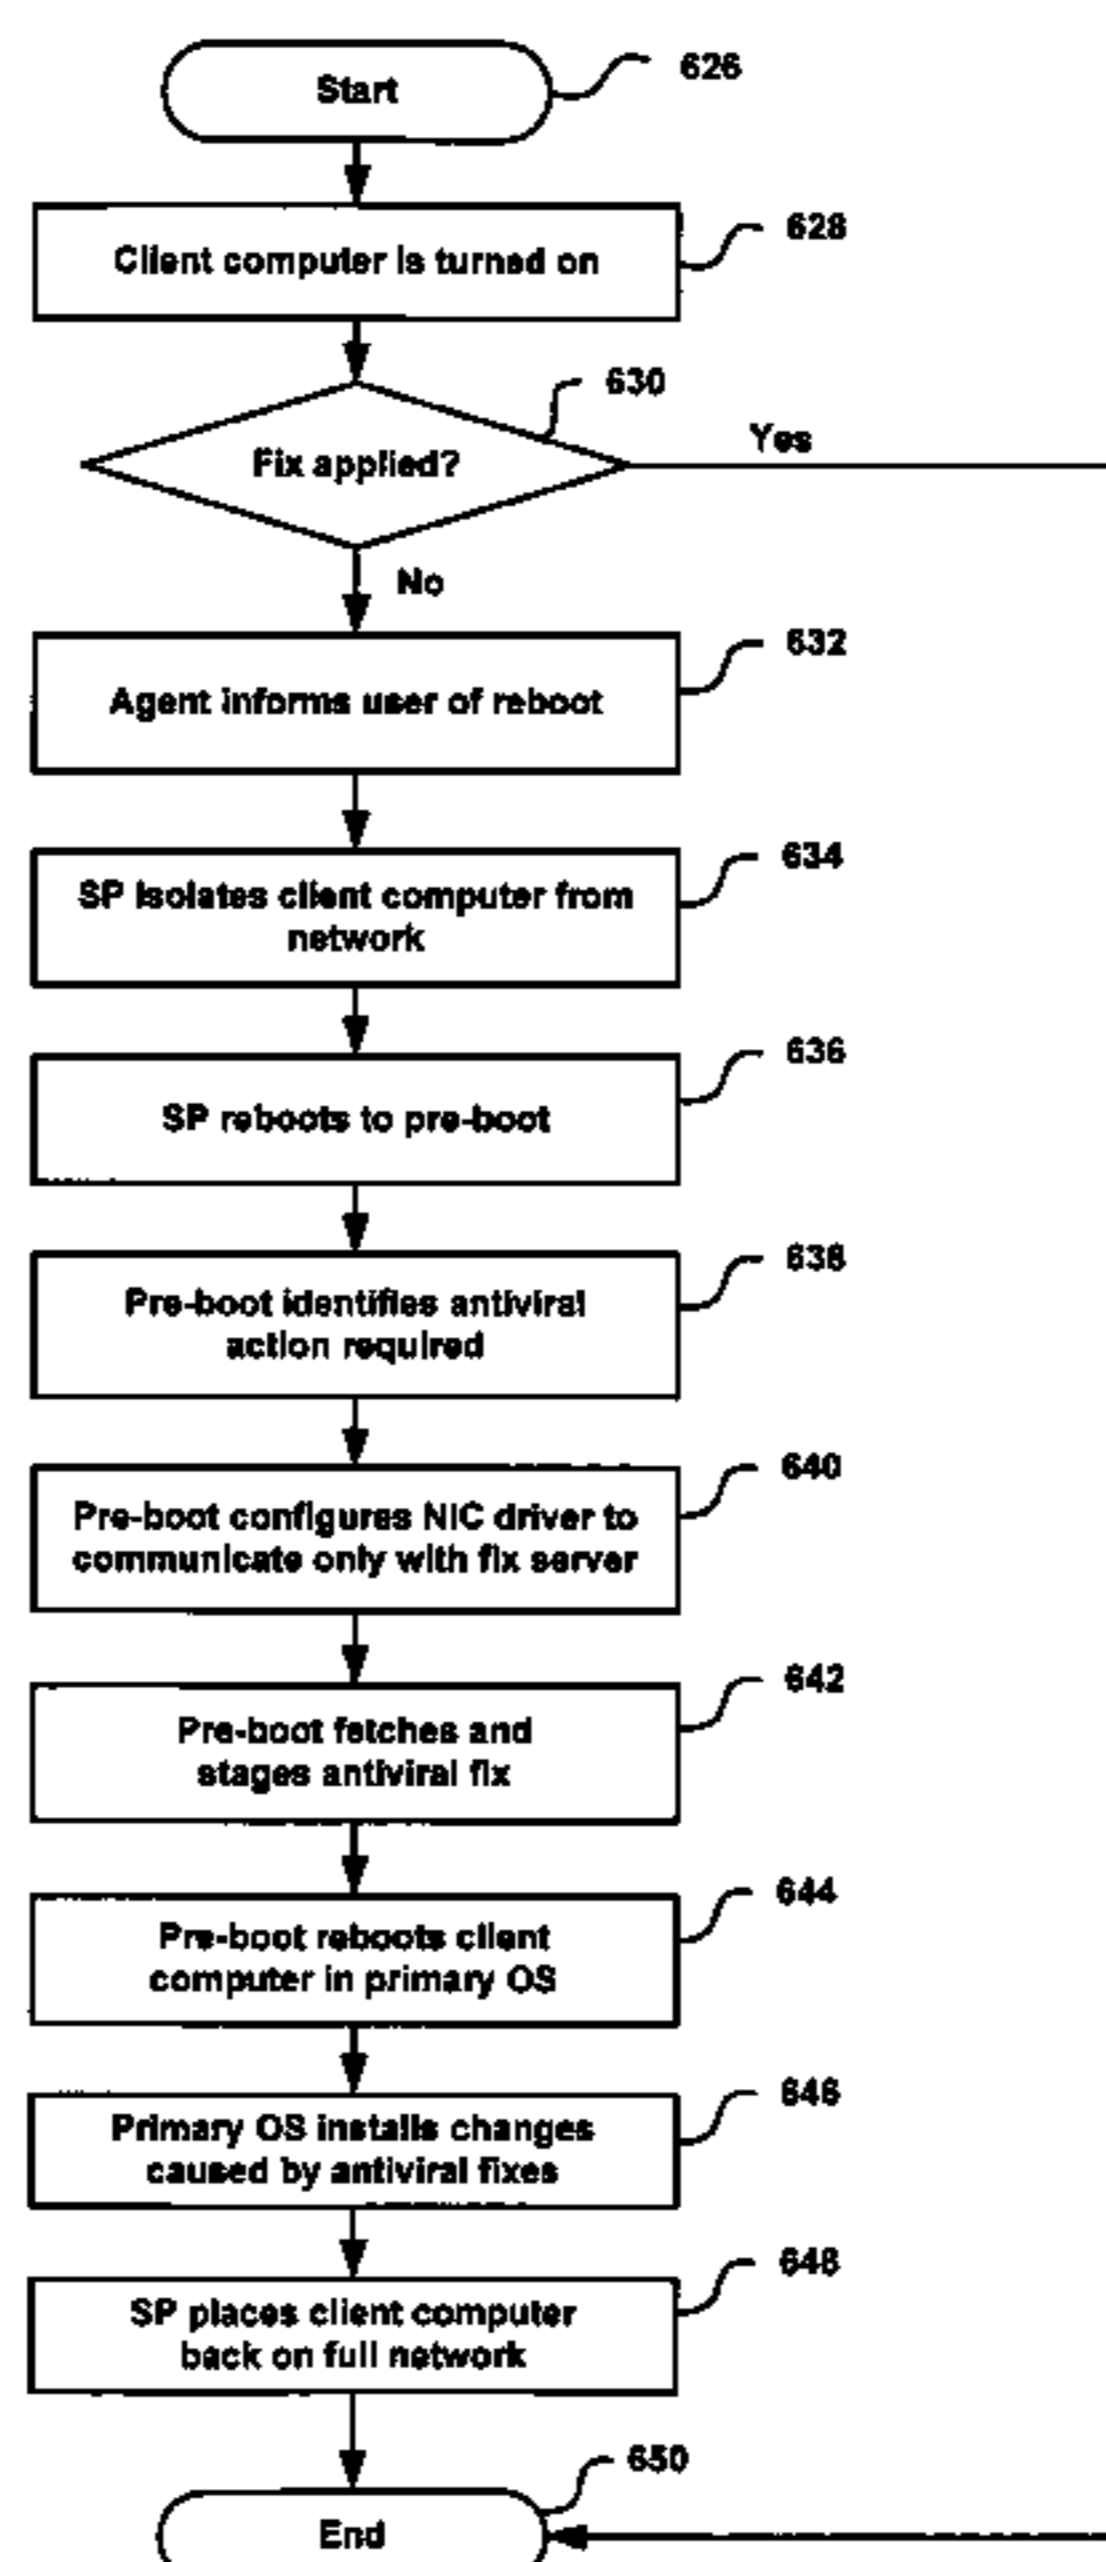 Start
626
Client computer is turned on
628
630
Fix applied?
Yes
No
632
Agent informs user of reboot
634
SP isolates client computer from
network
636
SP reboots to pre-boot
638
Pre-boot identifies antiviral
action required
640
Pre-boot configures NIC driver to
communicate only with fix server
642
Pre-boot fetches and
stages antiviral fix
644
Pre-boot reboots client
computer in primary OS
646
Primary OS installs changes
caused by antiviral fixes
648
SP places client computer
back on full network
650
End